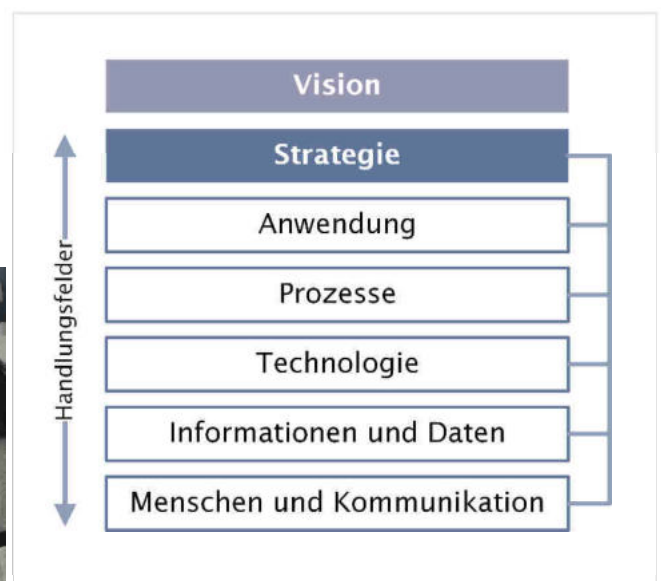 Vision
Strategie
Anwendung
Prozesse
Technologie
Informationen und Daten
Menschen und Kommunikation
Handlungsfelder